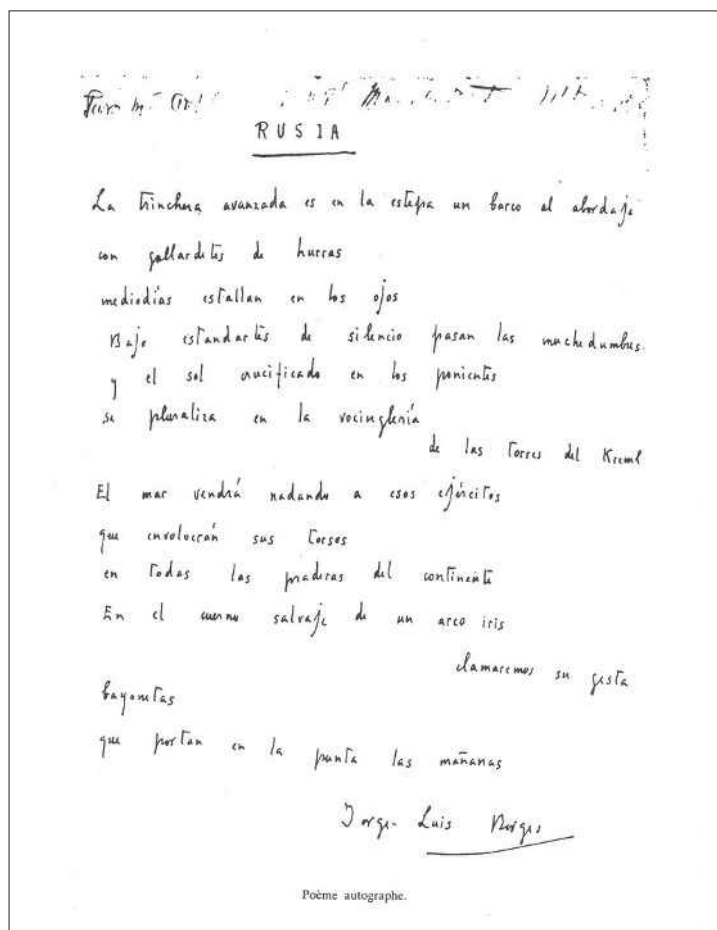 RUSIA
La trinchera avanzada es en la estepa un barco al abordaje
con gallardetes de hurras
mediodías estallan en los ojos
Bajo estandartes de silencio pasan las muchedumbres
y el sol crucificado en los ponientes
se pluraliza en la vocinglería
de las torres del Kreml
El mar vendrá nadando a esos ejércitos
que envolverán sus torsos
en todas las praderas del continente
En el cuerno salvaje de un arco iris
clamaremos su gesta
bayonetas
que portan en la punta las mañanas
Jorge-Luis Borges
Poème autographe.